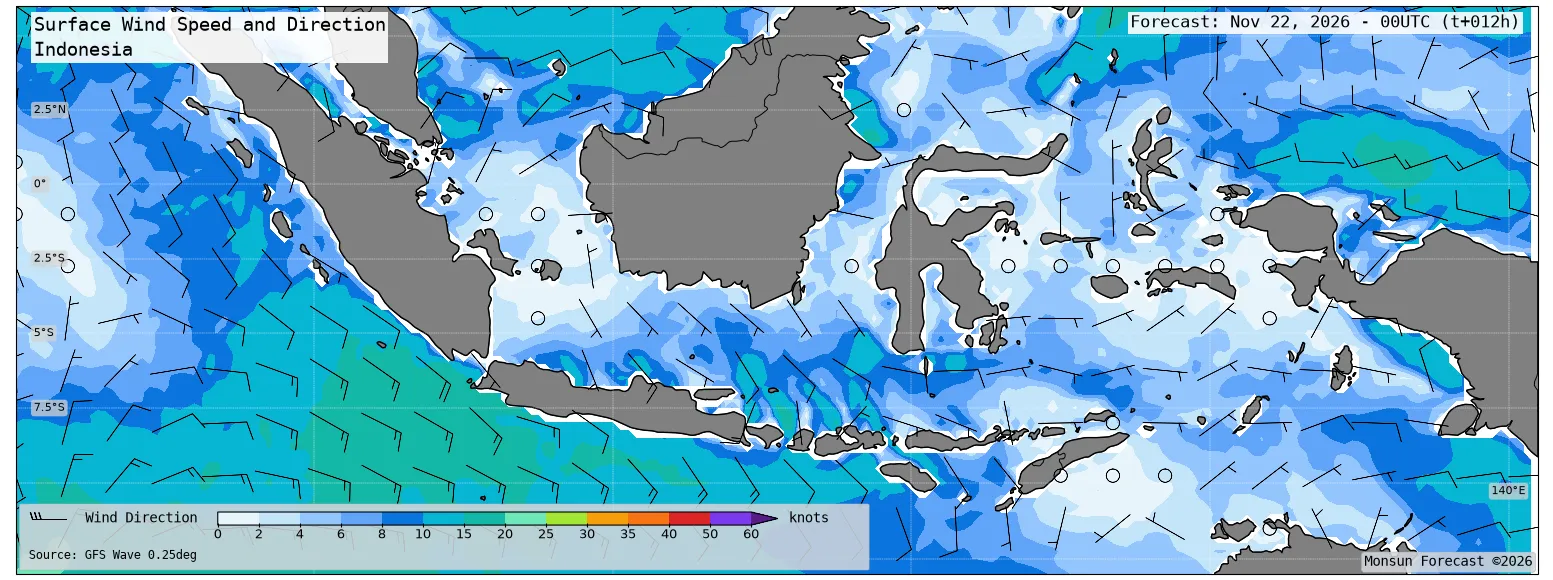 Surface Wind Speed and Direction
Indonesia
Forecast: Nov 22, 2026 - 00UTC (t+012h)
2.5°N
0°
2.5°S
5°S
7.5°S
140°E
Wind Direction
knots
0 2 4 6 8 10 15 20 25 30 35 40 50 60
Source: GFS Wave 0.25deg
Monsun Forecast ©2026